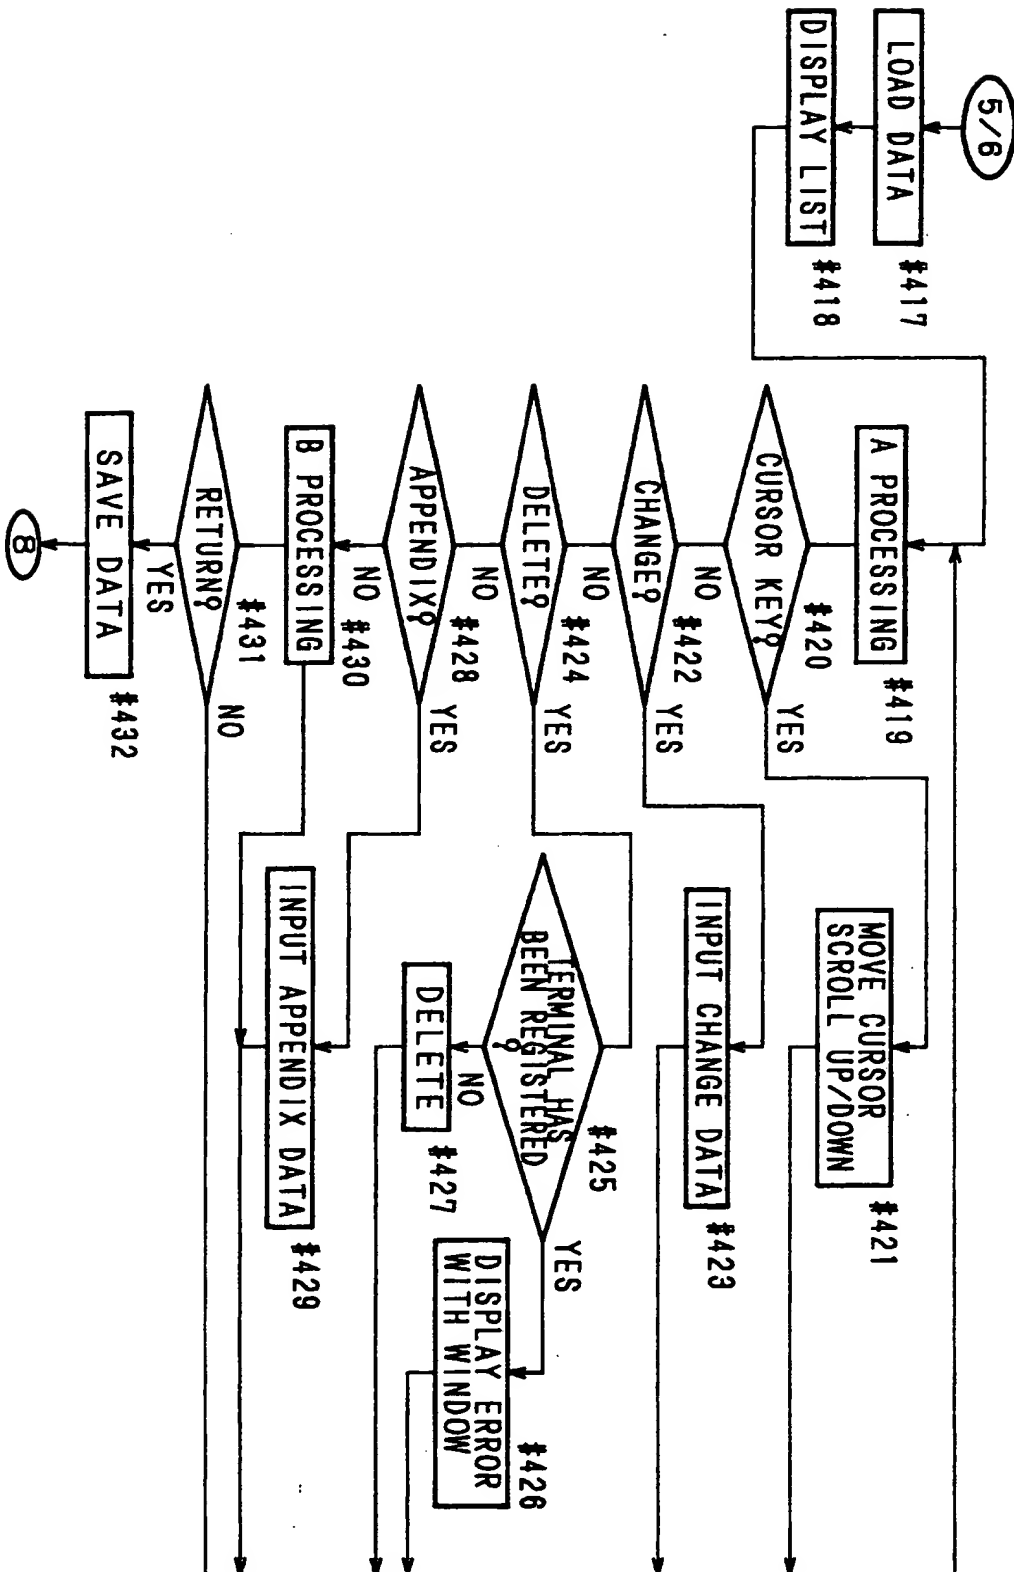 5/6
LOAD DATA
#417
DISPLAY LIST
#418
A PROCESSING
#419
CURSOR KEY?
#420
NO
YES
MOVE CURSOR
SCROLL UP/DOWN
#421
CHANGE?
#422
NO
YES
INPUT CHANGE DATA
#423
DELETE?
#424
NO
YES
TERMINAL HAS
BEEN REGISTERED
?
#425
NO
YES
DISPLAY ERROR
WITH WINDOW
#426
DELETE
#427
APPENDIX?
#428
NO
YES
INPUT APPENDIX DATA
#429
B PROCESSING
#430
RETURN?
#431
YES
NO
SAVE DATA
#432
8